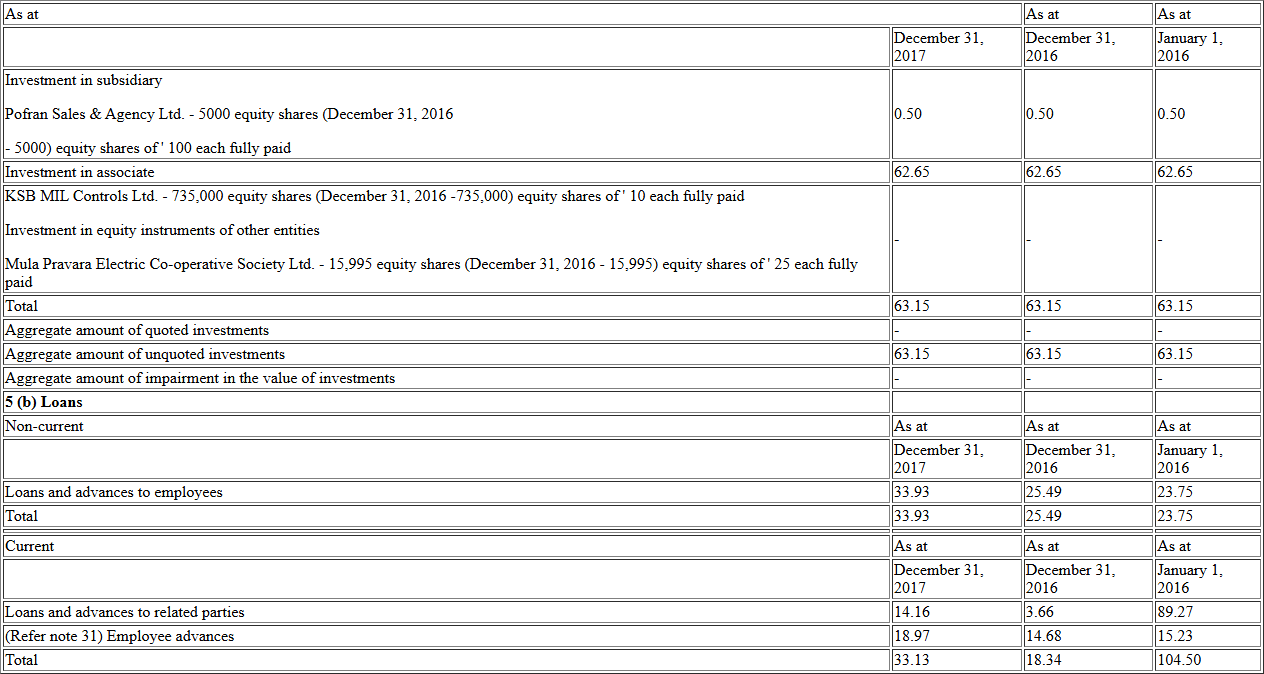 As at As at As at
December 31, December 31, January 1,
2017 2016 2016
Investment in subsidiary
Pofran Sales & Agency Ltd. - 5000 equity shares (December 31, 2016 0.50 0.50 0.50
- 5000) equity shares of ' 100 each fully paid
Investment in associate 62.65 62.65 62.65
KSB MIL Controls Ltd. - 735,000 equity shares (December 31, 2016 -735,000) equity shares of ' 10 each fully paid
Investment in equity instruments of other entities
- - -
Mula Pravara Electric Co-operative Society Ltd. - 15,995 equity shares (December 31, 2016 - 15,995) equity shares of ' 25 each fully
paid
Total 63.15 63.15 63.15
Aggregate amount of quoted investments - - -
Aggregate amount of unquoted investments 63.15 63.15 63.15
Aggregate amount of impairment in the value of investments - - -
5 (b) Loans
Non-current As at As at As at
December 31, December 31, January 1,
2017 2016 2016
Loans and advances to employees 33.93 25.49 23.75
Total 33.93 25.49 23.75
Current As at As at As at
December 31, December 31, January 1,
2017 2016 2016
Loans and advances to related parties 14.16 3.66 89.27
(Refer note 31) Employee advances 18.97 14.68 15.23
Total 33.13 18.34 104.50